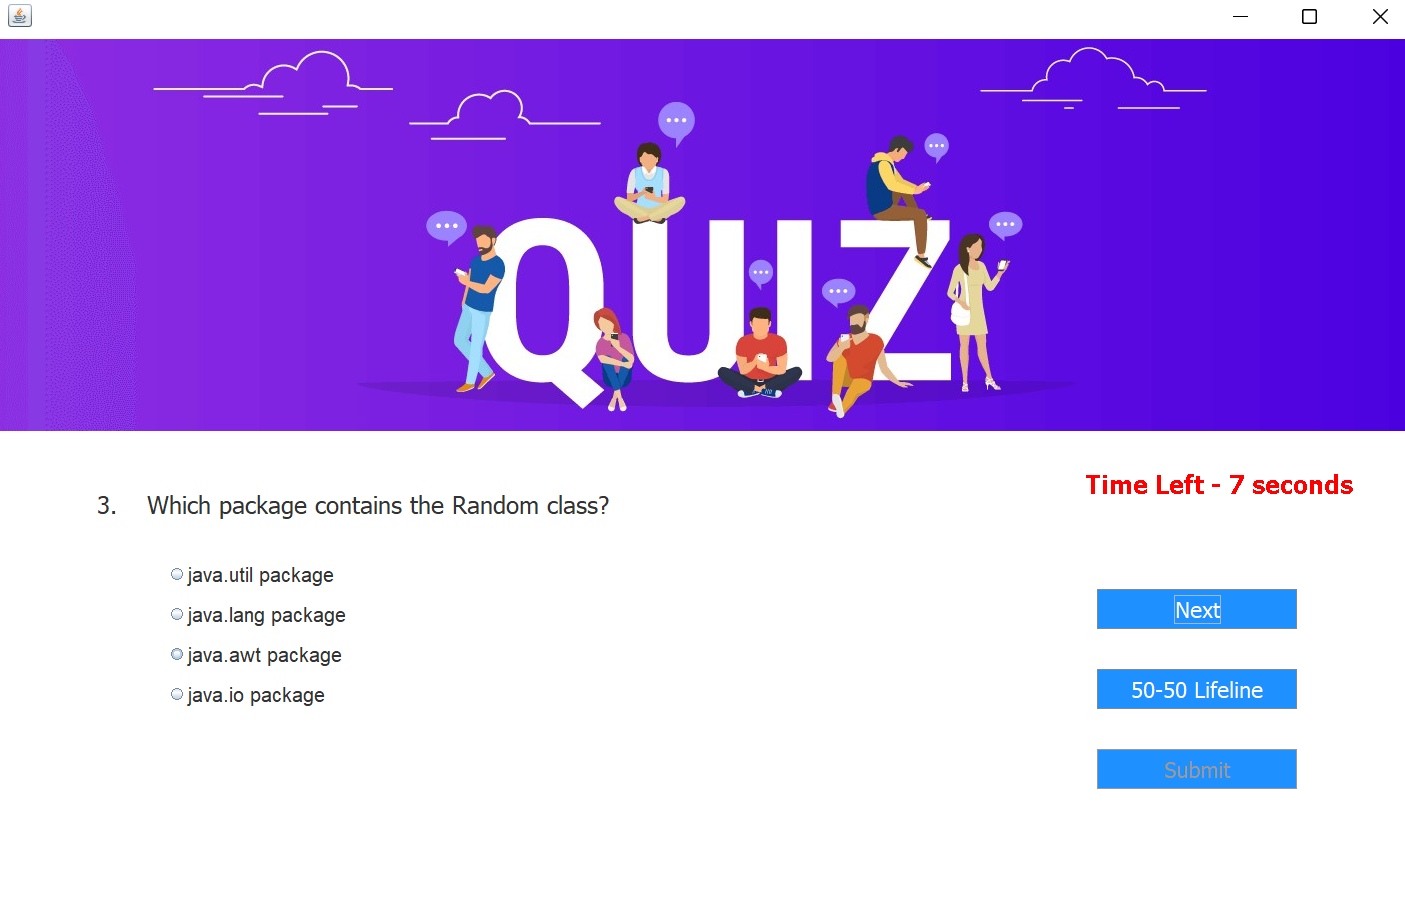 QUIZ
Time Left - 7 seconds
3. Which package contains the Random class?
java.util package
java.lang package
java.awt package
java.io package
Next
50-50 Lifeline
Submit